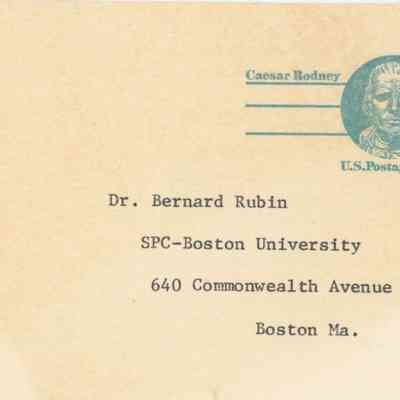 Caesar Rodney
U.S.Posta
Dr. Bernard Rubin
SPC-Boston University
640 Commonwealth Avenue
Boston Ma.